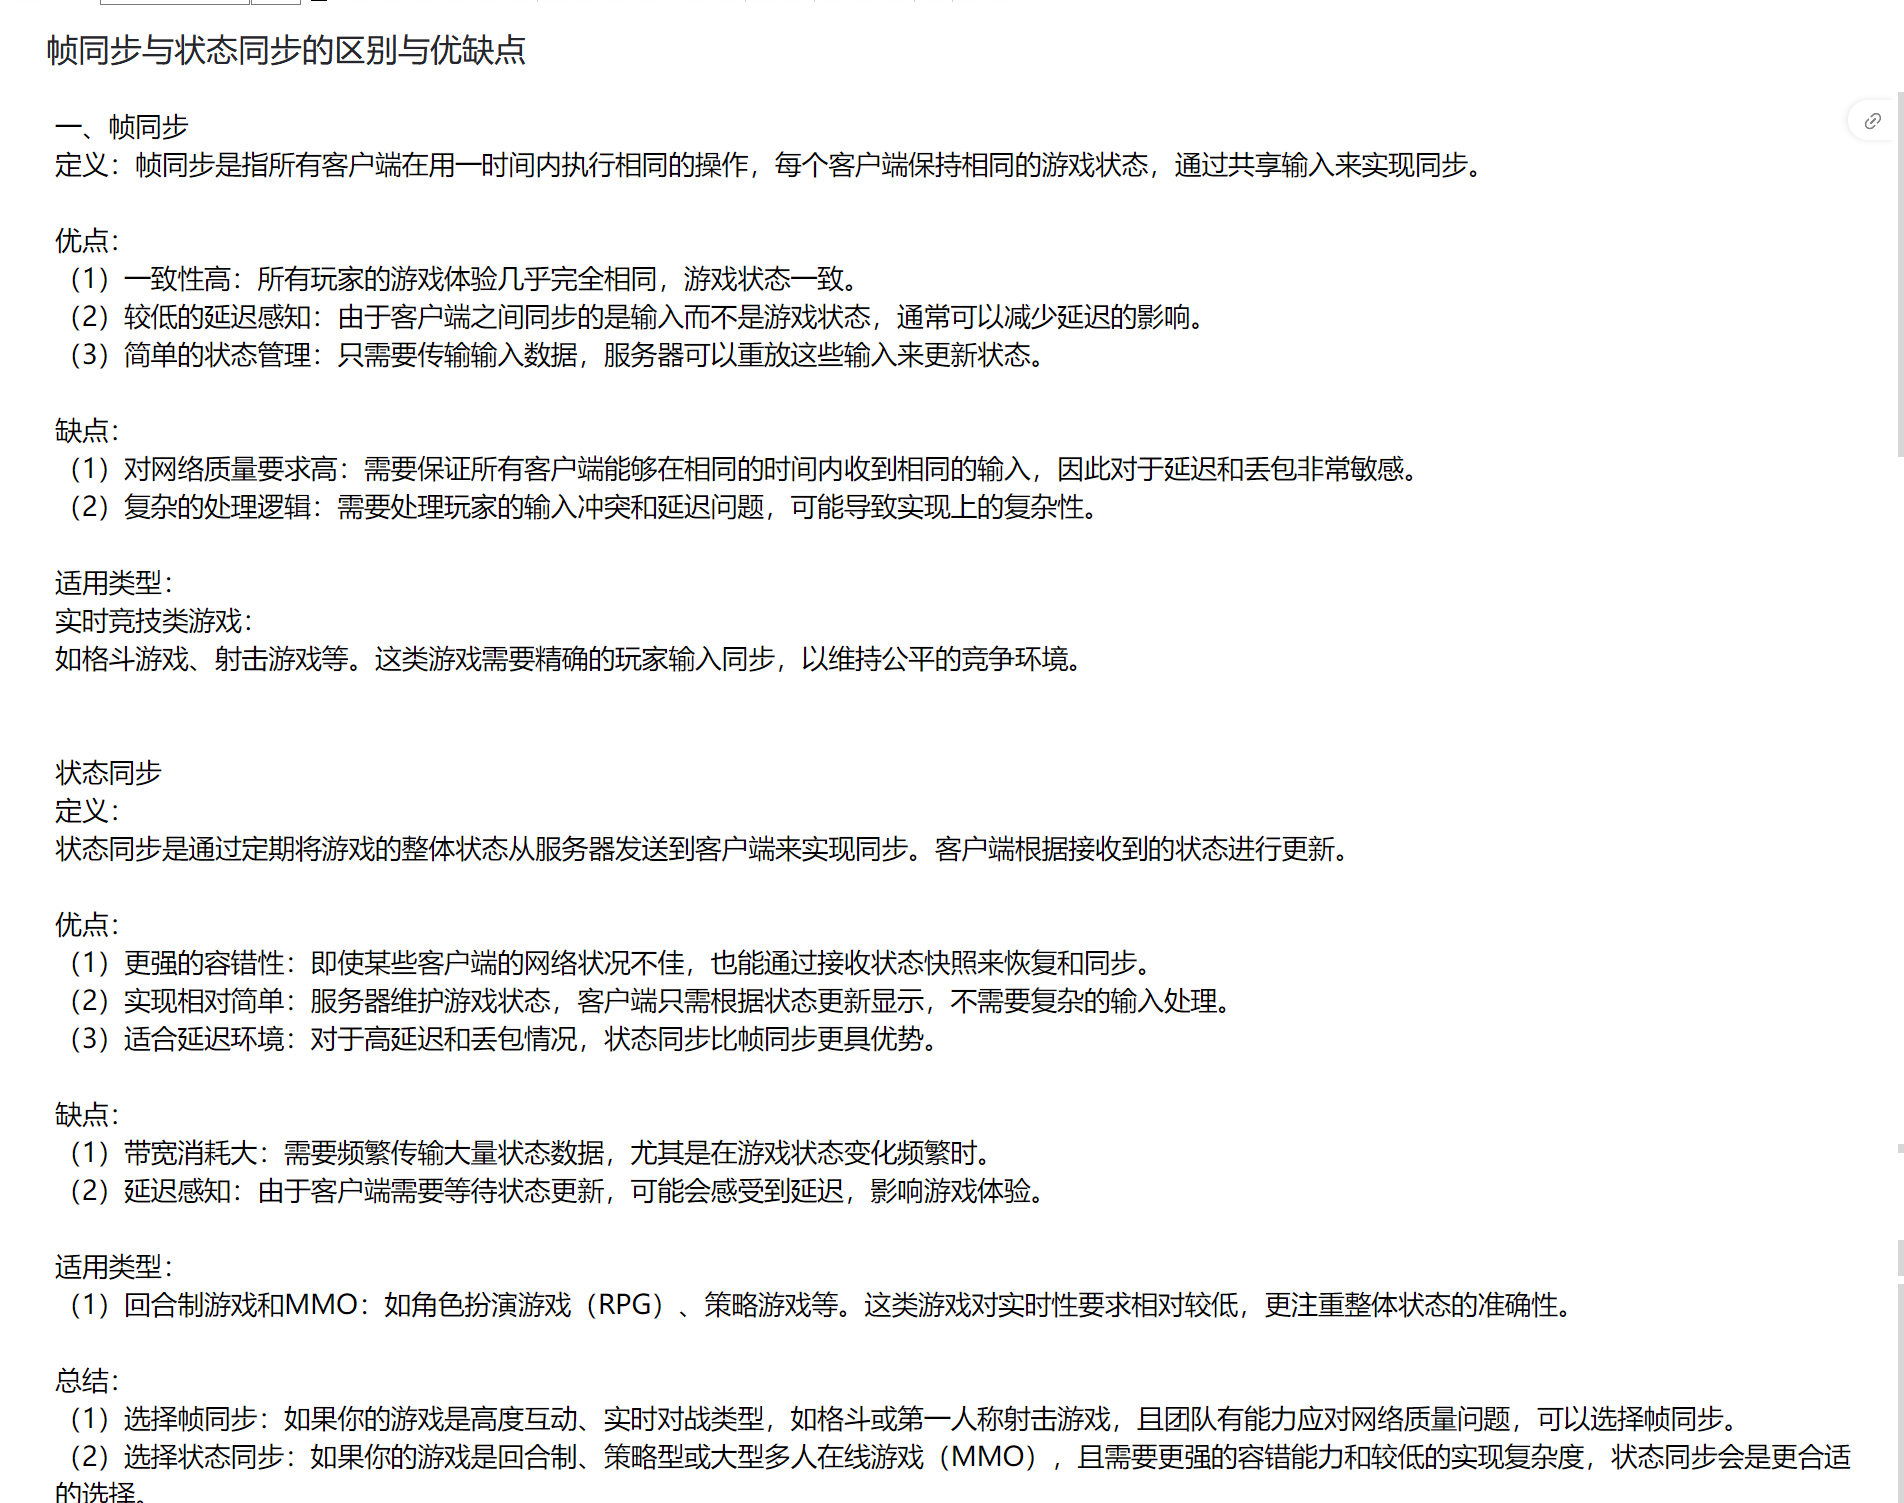 帧同步与状态同步的区别与优缺点
一、帧同步
定义：帧同步是指所有客户端在用一时间内执行相同的操作，每个客户端保持相同的游戏状态，通过共享输入来实现同步。
优点：
（1）一致性高：所有玩家的游戏体验几乎完全相同，游戏状态一致。
（2）较低的延迟感知：由于客户端之间同步的是输入而不是游戏状态，通常可以减少延迟的影响。
（3）简单的状态管理：只需要传输输入数据，服务器可以重放这些输入来更新状态。
缺点：
（1）对网络质量要求高：需要保证所有客户端能够在相同的时间内收到相同的输入，因此对于延迟和丢包非常敏感。
（2）复杂的处理逻辑：需要处理玩家的输入冲突和延迟问题，可能导致实现上的复杂性。
适用类型：
实时竞技类游戏：
如格斗游戏、射击游戏等。这类游戏需要精确的玩家输入同步，以维持公平的竞争环境。
状态同步
定义：
状态同步是通过定期将游戏的整体状态从服务器发送到客户端来实现同步。客户端根据接收到的状态进行更新。
优点：
（1）更强的容错性：即使某些客户端的网络状况不佳，也能通过接收状态快照来恢复和同步。
（2）实现相对简单：服务器维护游戏状态，客户端只需根据状态更新显示，不需要复杂的输入处理。
（3）适合延迟环境：对于高延迟和丢包情况，状态同步比帧同步更具优势。
缺点：
（1）带宽消耗大：需要频繁传输大量状态数据，尤其是在游戏状态变化频繁时。
（2）延迟感知：由于客户端需要等待状态更新，可能会感受到延迟，影响游戏体验。
适用类型：
（1）回合制游戏和MMO：如角色扮演游戏（RPG）、策略游戏等。这类游戏对实时性要求相对较低，更注重整体状态的准确性。
总结：
（1）选择帧同步：如果你的游戏是高度互动、实时对战类型，如格斗或第一人称射击游戏，且团队有能力应对网络质量问题，可以选择帧同步。
（2）选择状态同步：如果你的游戏是回合制、策略型或大型多人在线游戏（MMO），且需要更强的容错能力和较低的实现复杂度，状态同步会是更合适
的选择。